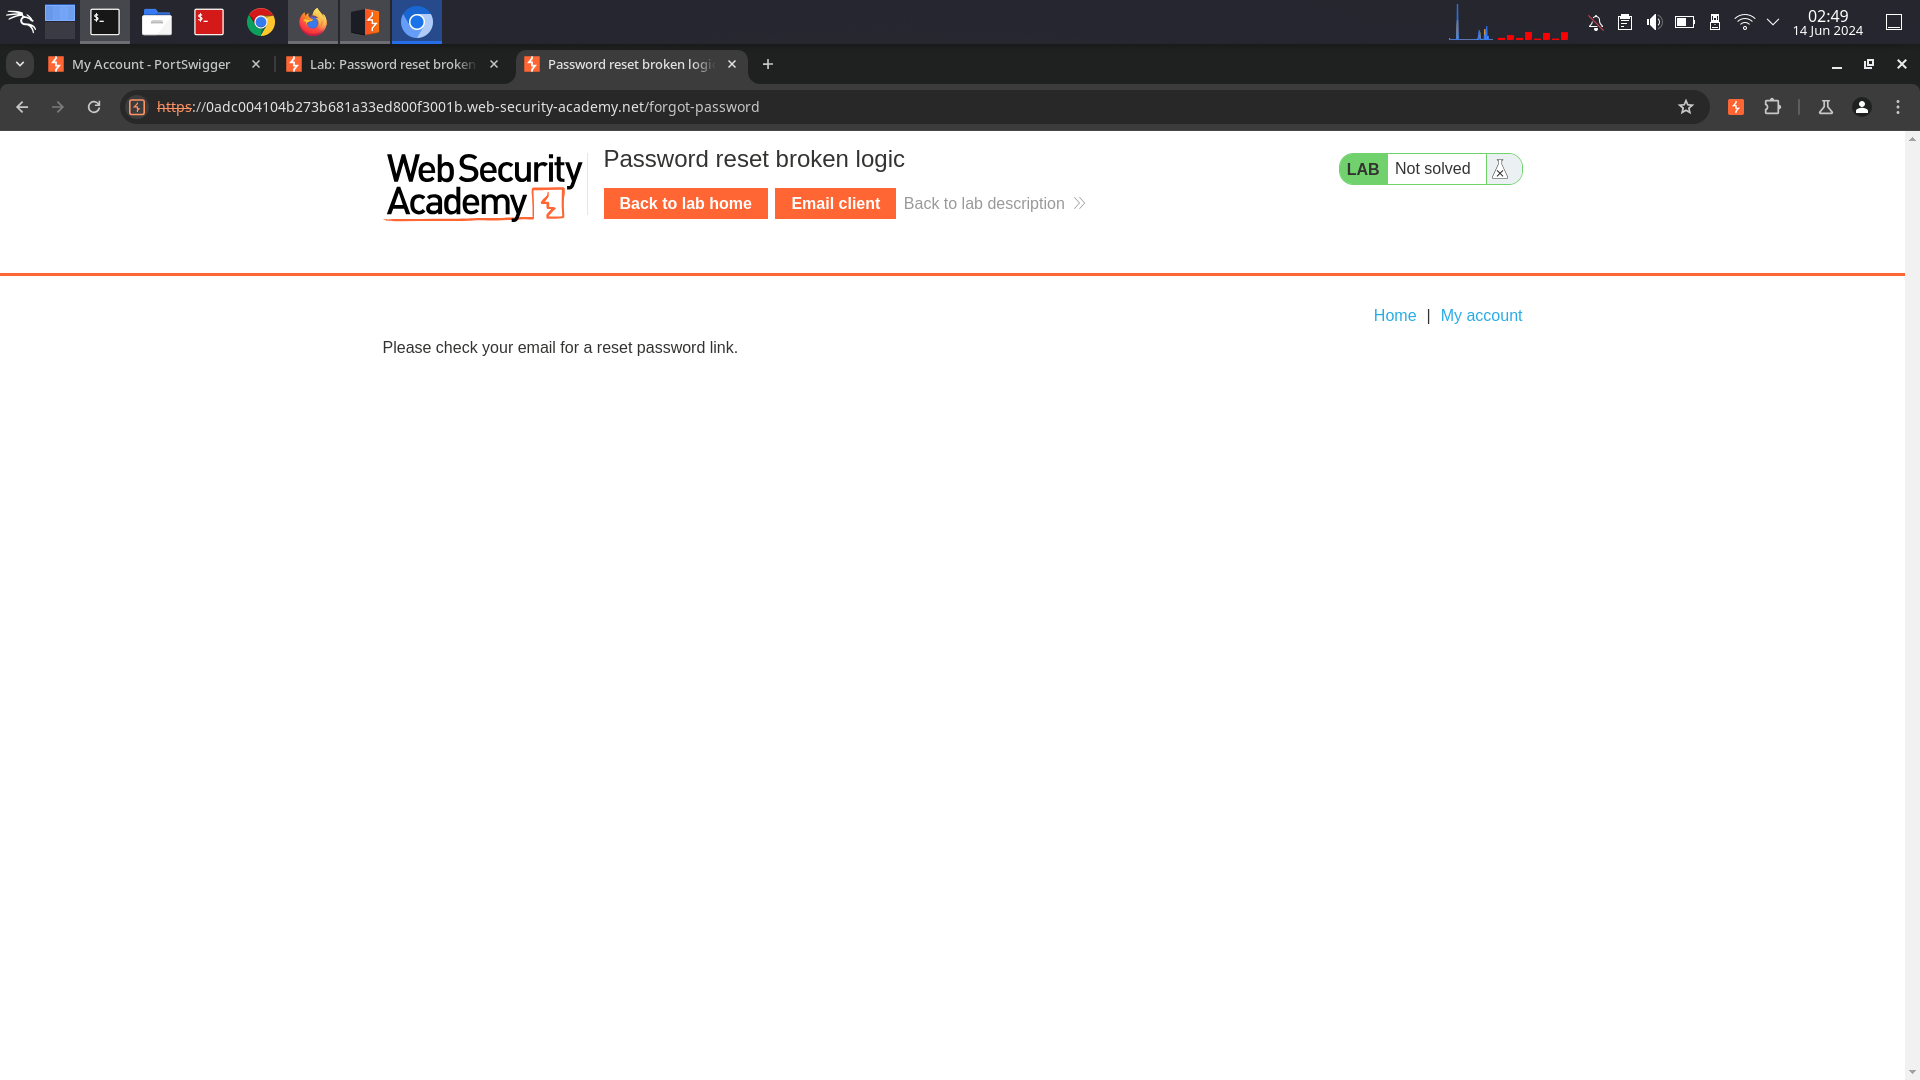 02:49
14 Jun 2024
My Account - PortSwigger
Lab: Password reset broken
Password reset broken logi
https://0adc004104b273b681a33ed800f3001b.web-security-academy.net/forgot-password
Web Security
Academy
Password reset broken logic
Back to lab home
Email client
Back to lab description
LAB
Not solved
Home | My account
Please check your email for a reset password link.